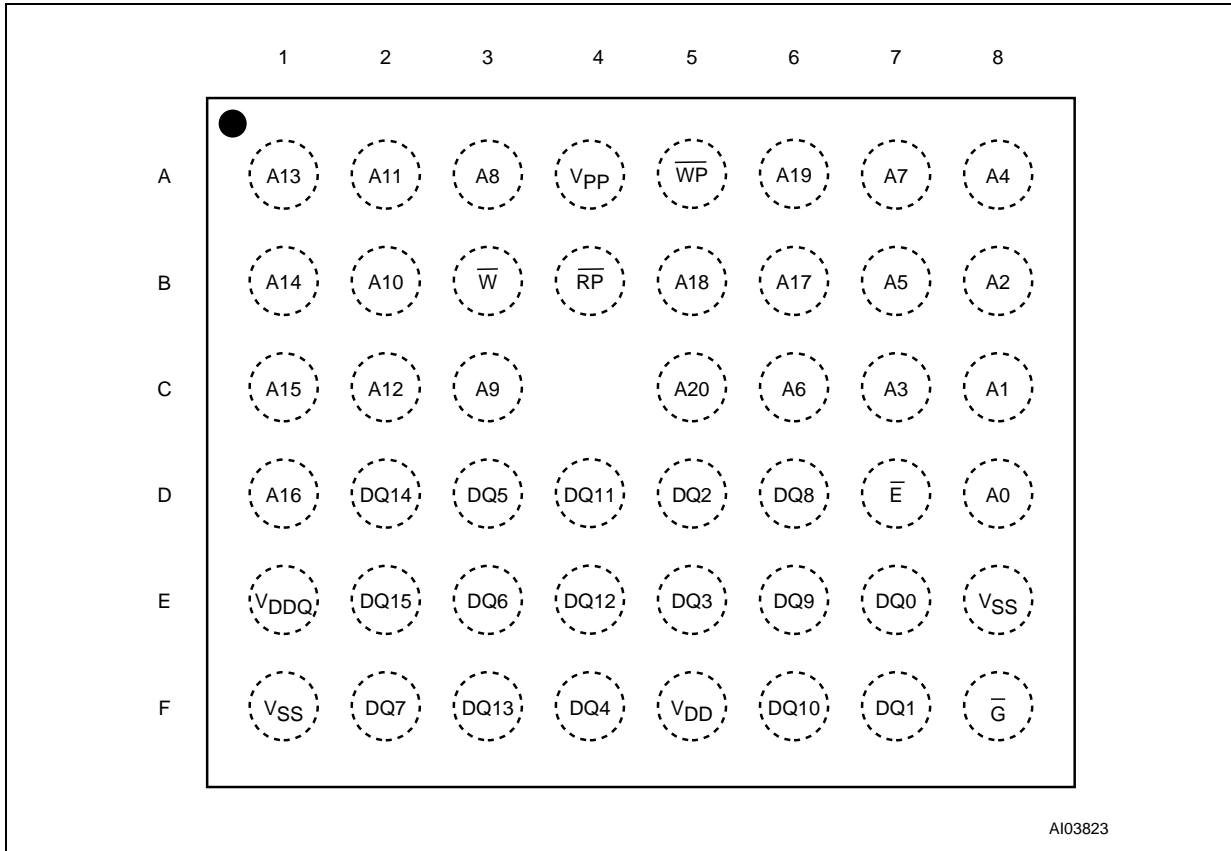 1 2 3 4 5 6 7 8
A A13 A11 A8 VPP W̅P̅ A19 A7 A4
B A14 A10 W̅ R̅P̅ A18 A17 A5 A2
C A15 A12 A9 A20 A6 A3 A1
D A16 DQ14 DQ5 DQ11 DQ2 DQ8 E̅ A0
E VDDQ DQ15 DQ6 DQ12 DQ3 DQ9 DQ0 VSS
F VSS DQ7 DQ13 DQ4 VDD DQ10 DQ1 G̅
AI03823